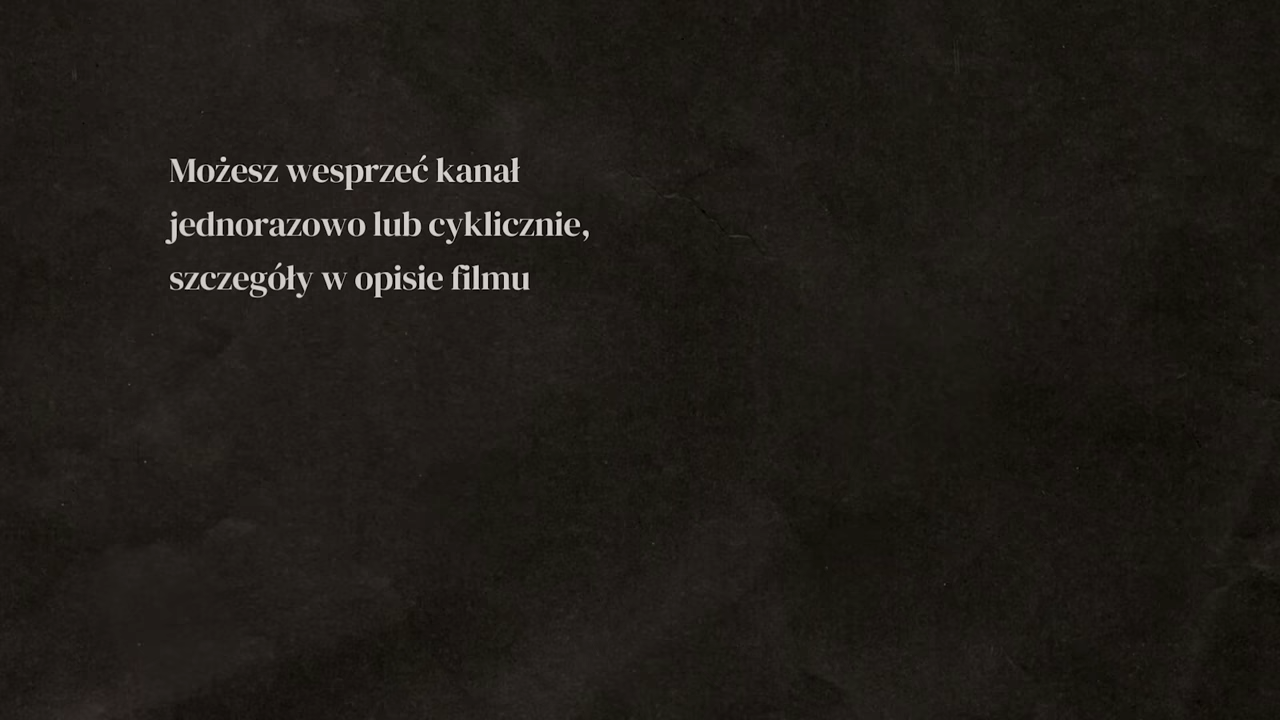 Możesz wesprzeć kanał
jednorazowo lub cyklicznie,
szczegóły w opisie filmu